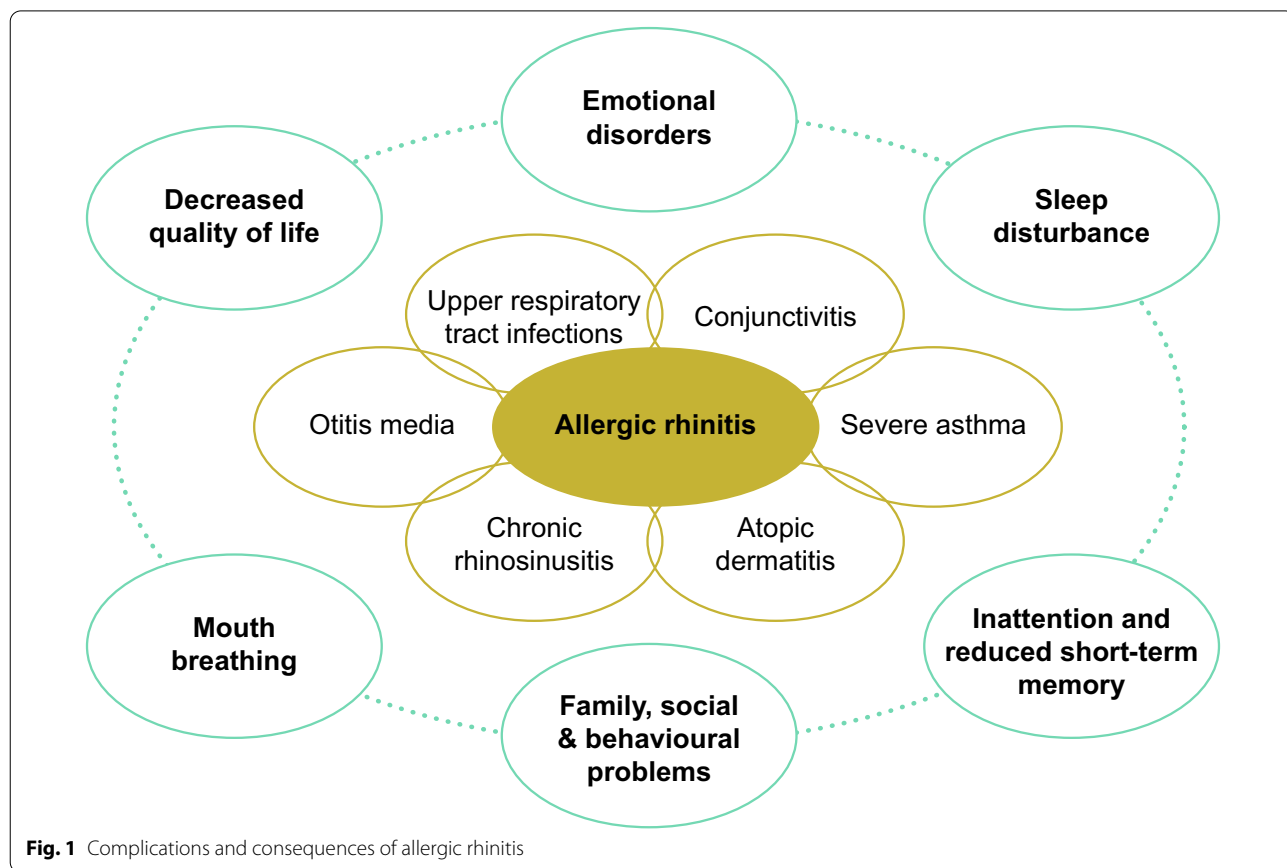 Emotional
disorders
Decreased
quality of life
Sleep
disturbance
Upper respiratory
tract infections
Conjunctivitis
Otitis media
Allergic rhinitis
Severe asthma
Chronic
rhinosinusitis
Atopic
dermatitis
Mouth
breathing
Inattention and
reduced short-term
memory
Family, social
& behavioural
problems
Fig. 1 Complications and consequences of allergic rhinitis